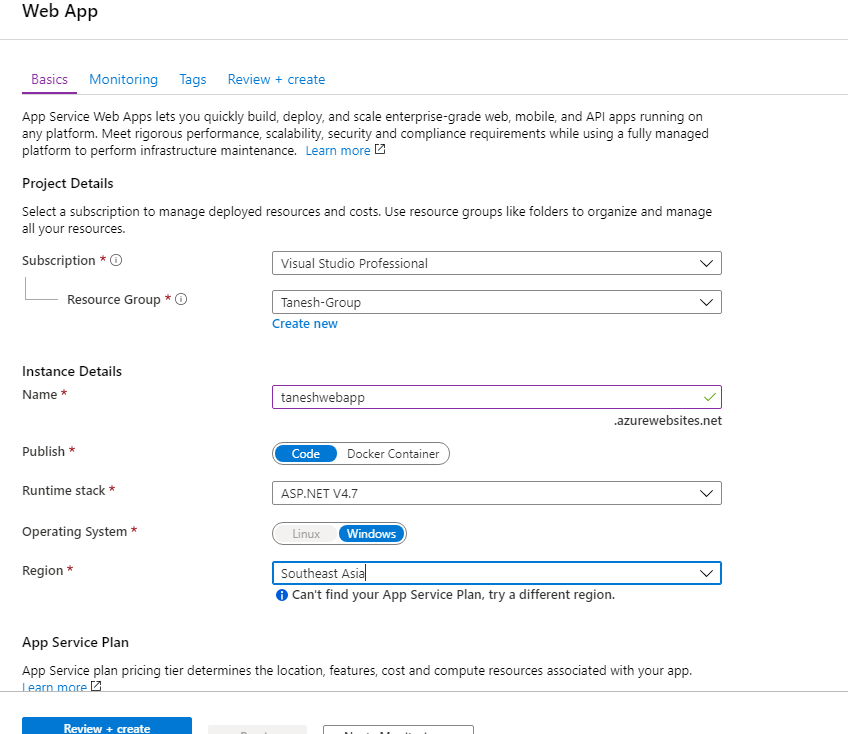 Web App
Basics Monitoring Tags Review + create
App Service Web Apps lets you quickly build, deploy, and scale enterprise-grade web, mobile, and API apps running on
any platform. Meet rigorous performance, scalability, security and compliance requirements while using a fully managed
platform to perform infrastructure maintenance. Learn more
Project Details
Select a subscription to manage deployed resources and costs. Use resource groups like folders to organize and manage
all your resources.
Subscription * Visual Studio Professional
Resource Group * Tanesh-Group
Create new
Instance Details
Name * taneshwebapp
.azurewebsites.net
Publish * Code Docker Container
Runtime stack * ASP.NET V4.7
Operating System * Linux Windows
Region * Southeast Asia
Can't find your App Service Plan, try a different region.
App Service Plan
App Service plan pricing tier determines the location, features, cost and compute resources associated with your app.
Learn more
Review + create